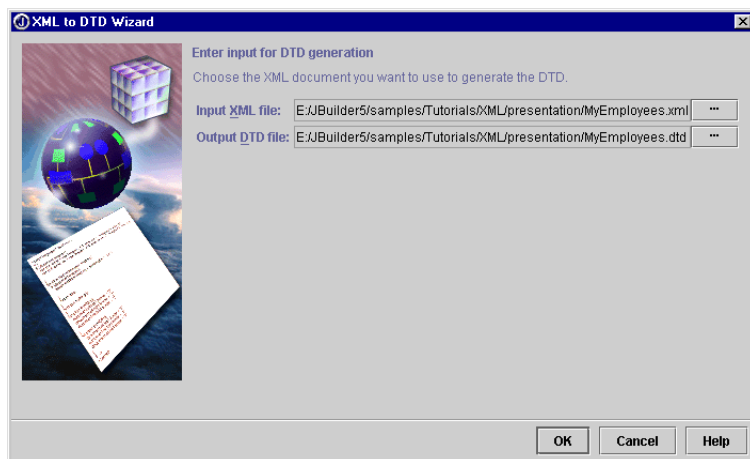 XML to DTD Wizard
Enter input for DTD generation
Choose the XML document you want to use to generate the DTD.
Input XML file: E:/JBuilder5/samples/Tutorials/XML/presentation/MyEmployees.xml ...
Output DTD file: E:/JBuilder5/samples/Tutorials/XML/presentation/MyEmployees.dtd ...
OK Cancel Help